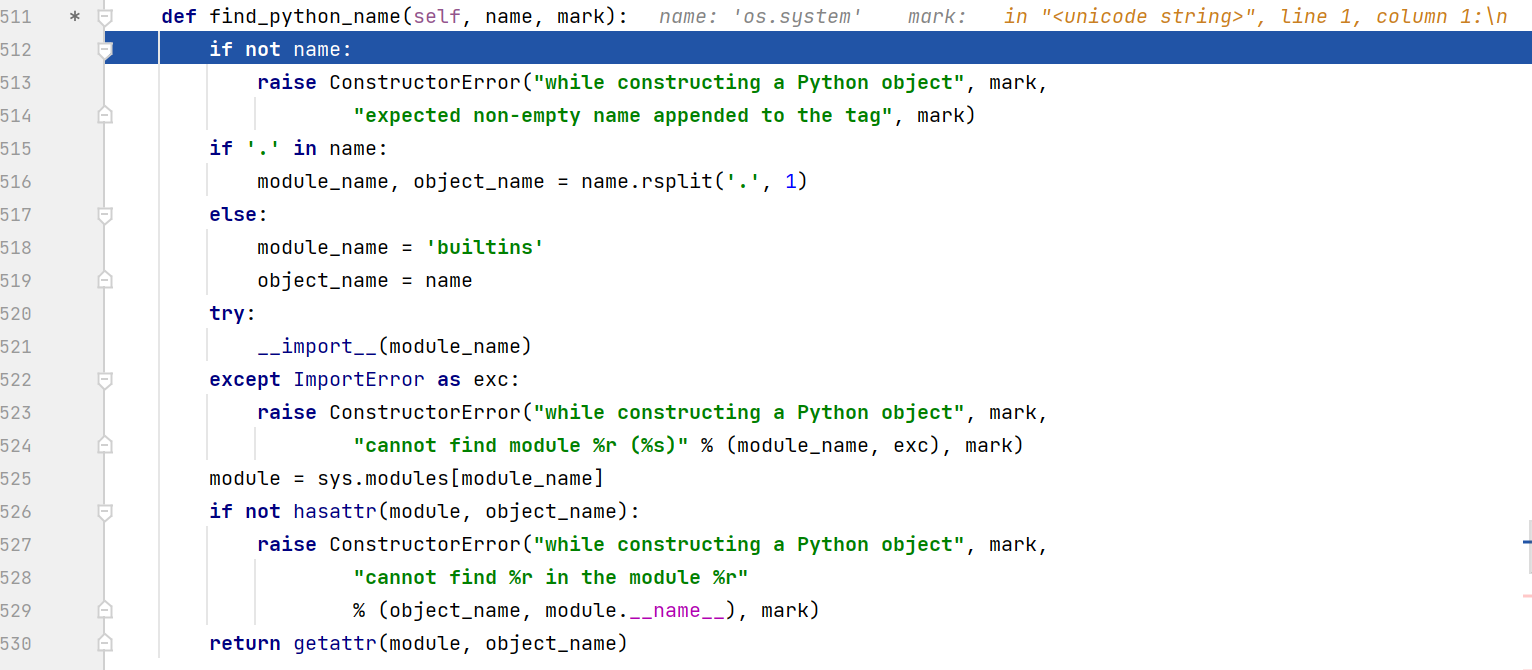 511 * def find_python_name(self, name, mark): name: 'os.system' mark: in "<unicode string>", line 1, column 1:\n
512 if not name:
513 raise ConstructorError("while constructing a Python object", mark,
514 "expected non-empty name appended to the tag", mark)
515 if '.' in name:
516 module_name, object_name = name.rsplit('.', 1)
517 else:
518 module_name = 'builtins'
519 object_name = name
520 try:
521 __import__(module_name)
522 except ImportError as exc:
523 raise ConstructorError("while constructing a Python object", mark,
524 "cannot find module %r (%s)" % (module_name, exc), mark)
525 module = sys.modules[module_name]
526 if not hasattr(module, object_name):
527 raise ConstructorError("while constructing a Python object", mark,
528 "cannot find %r in the module %r"
529 % (object_name, module.__name__), mark)
530 return getattr(module, object_name)